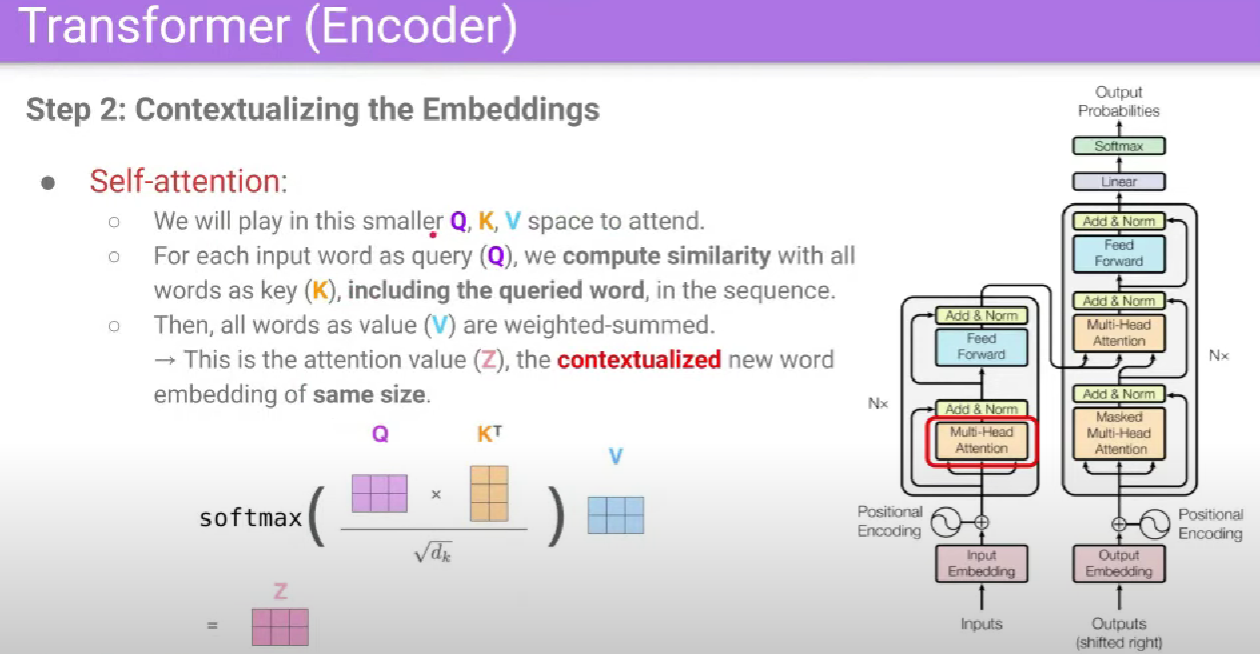 Transformer (Encoder)
Step 2: Contextualizing the Embeddings
● Self-attention:
○ We will play in this smaller Q, K, V space to attend.
○ For each input word as query (Q), we compute similarity with all
words as key (K), including the queried word, in the sequence.
○ Then, all words as value (V) are weighted-summed.
→ This is the attention value (Z), the contextualized new word
embedding of same size.
Q
Kᵀ
V
softmax( × )
√dₖ
Z
=
Output
Probabilities
Softmax
Linear
Add & Norm
Feed
Forward
Add & Norm
Multi-Head
Attention
Nx
Add & Norm
Masked
Multi-Head
Attention
Positional
Encoding
Output
Embedding
Outputs
(shifted right)
Add & Norm
Feed
Forward
Nx
Add & Norm
Multi-Head
Attention
Positional
Encoding
Input
Embedding
Inputs